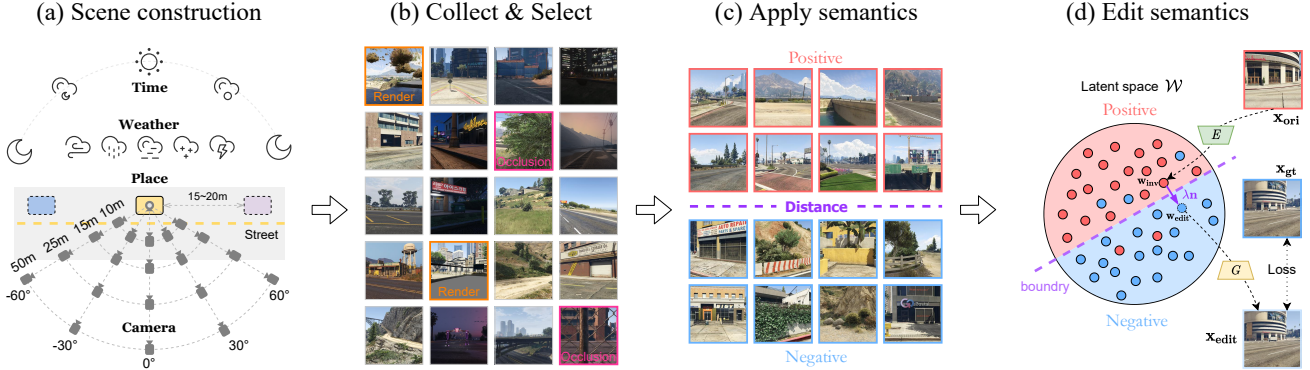 (a) Scene construction
Time
Weather
Place
15~20m
10m
15m
25m
50m
Street
-60°
60°
Camera
-30°
30°
0°
(b) Collect & Select
Render
Occlusion
Render
Occlusion
(c) Apply semantics
Positive
Distance
AUTO REPAIR
Negative
(d) Edit semantics
Latent space W
Positive
x_ori
E
w_inv
λn
w_edit
x_gt
boundry
G
Loss
Negative
x_edit